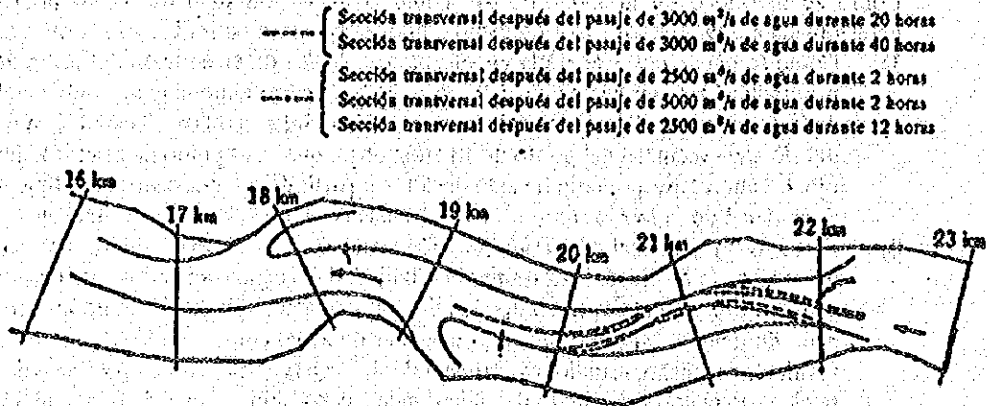 Sección transversal después del pasaje de 3000 m³/s de agua durante 20 horas
Sección transversal después del pasaje de 3000 m³/s de agua durante 40 horas
Sección transversal después del pasaje de 2500 m³/s de agua durante 2 horas
Sección transversal después del pasaje de 5000 m³/s de agua durante 2 horas
Sección transversal después del pasaje de 2500 m³/s de agua durante 12 horas
16 km
17 km
18 km
19 km
20 km
21 km
22 km
23 km